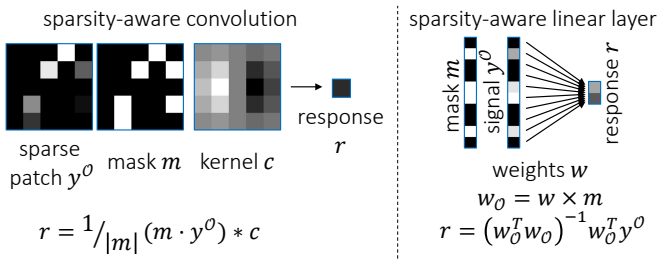 sparsity-aware convolution
sparse
patch y^𝒪
mask m
kernel c
response
r
r = 1/|m| (m · y^𝒪) * c
sparsity-aware linear layer
mask m
signal y^𝒪
response r
weights w
w_𝒪 = w × m
r = (w_𝒪^T w_𝒪)^−1 w_𝒪^T y^𝒪